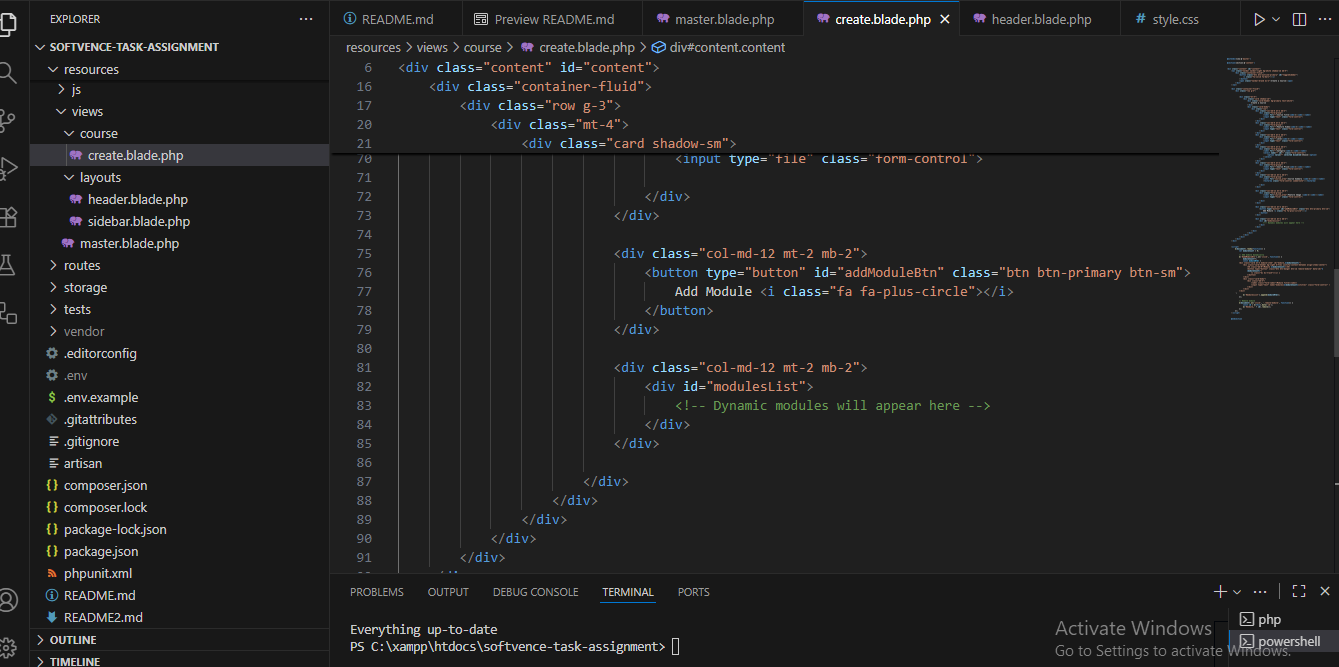 EXPLORER
SOFTVENCE-TASK-ASSIGNMENT
resources
js
views
course
create.blade.php
layouts
header.blade.php
sidebar.blade.php
master.blade.php
routes
storage
tests
vendor
.editorconfig
.env
.env.example
.gitattributes
.gitignore
artisan
composer.json
composer.lock
package-lock.json
package.json
phpunit.xml
README.md
README2.md
OUTLINE
TIMELINE
README.md Preview README.md master.blade.php create.blade.php header.blade.php style.css
resources > views > course > create.blade.php > div#content.content
6 <div class="content" id="content">
16 <div class="container-fluid">
17 <div class="row g-3">
20 <div class="mt-4">
21 <div class="card shadow-sm">
70 <input type="file" class="form-control">
71
72 </div>
73 </div>
74
75 <div class="col-md-12 mt-2 mb-2">
76 <button type="button" id="addModuleBtn" class="btn btn-primary btn-sm">
77 Add Module <i class="fa fa-plus-circle"></i>
78 </button>
79 </div>
80
81 <div class="col-md-12 mt-2 mb-2">
82 <div id="modulesList">
83 <!-- Dynamic modules will appear here -->
84 </div>
85 </div>
86
87 </div>
88 </div>
89 </div>
90 </div>
91 </div>
PROBLEMS OUTPUT DEBUG CONSOLE TERMINAL PORTS
Everything up-to-date
PS C:\xampp\htdocs\softvence-task-assignment>
php
powershell
Activate Windows
Go to Settings to activate Windows.